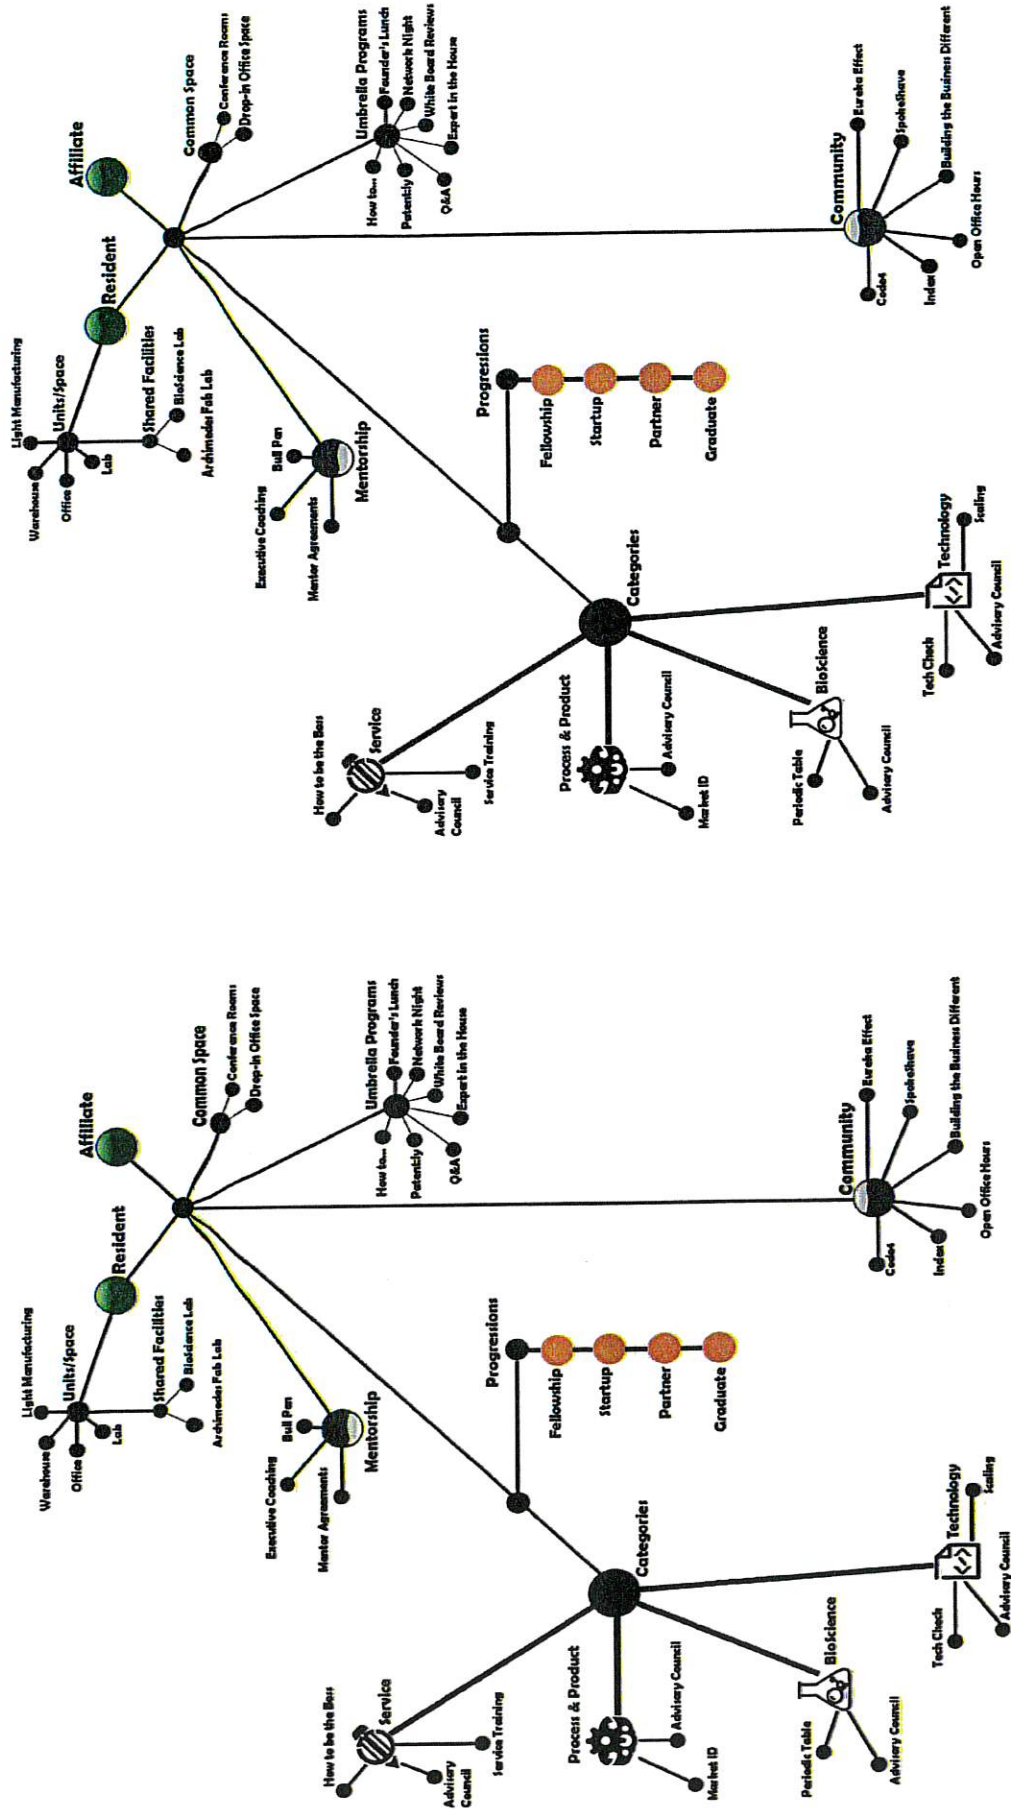 Light Manufacturing
Warehouse
Units/Space
Office
Lab
Shared Facilities
BioScience Lab
Archimedes Fab Lab
Resident
Affiliate
Common Space
Conference Rooms
Drop-In Office Space
Executive Coaching
Bull Pen
Mentor Agreements
Mentorship
Umbrella Programs
How to...
Founder's Lunch
Patently
Network Night
White Board Reviews
Q&A
Expert in the House
Progressions
Fellowship
Startup
Partner
Graduate
Categories
How to be the Boss
Service
Advisory
Council
Service Training
Process & Product
Advisory Council
Market ID
BioScience
Periodic Table
Advisory Council
Technology
Tech Check
Scaling
Advisory Council
Community
Eureka Effect
Code4
SpokeShave
Index
Building the Business Different
Open Office Hours
Light Manufacturing
Warehouse
Units/Space
Office
Lab
Shared Facilities
BioScience Lab
Archimedes Fab Lab
Resident
Affiliate
Common Space
Conference Rooms
Drop-In Office Space
Executive Coaching
Bull Pen
Mentor Agreements
Mentorship
Umbrella Programs
How to...
Founder's Lunch
Patently
Network Night
White Board Reviews
Q&A
Expert in the House
Progressions
Fellowship
Startup
Partner
Graduate
Categories
How to be the Boss
Service
Advisory
Council
Service Training
Process & Product
Advisory Council
Market ID
BioScience
Periodic Table
Advisory Council
Technology
Tech Check
Scaling
Advisory Council
Community
Eureka Effect
Code4
SpokeShave
Index
Building the Business Different
Open Office Hours